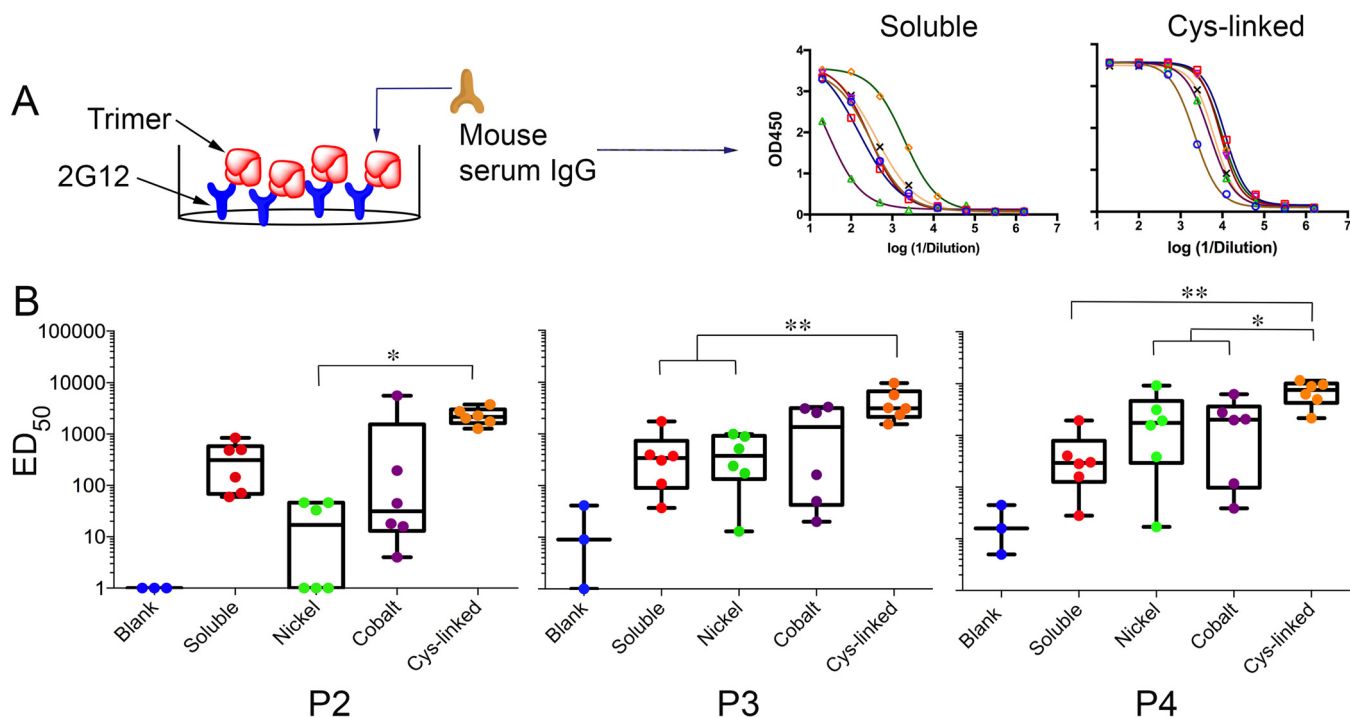 A
Trimer
2G12
Mouse
serum IgG
Soluble
OD450
4
3
2
1
0
1 2 3 4 5 6 7
log (1/Dilution)
Cys-linked
1 2 3 4 5 6 7
log (1/Dilution)
B
ED50
100000
10000
1000
100
10
1
*
Blank
Soluble
Nickel
Cobalt
Cys-linked
P2
**
Blank
Soluble
Nickel
Cobalt
Cys-linked
P3
**
*
Blank
Soluble
Nickel
Cobalt
Cys-linked
P4